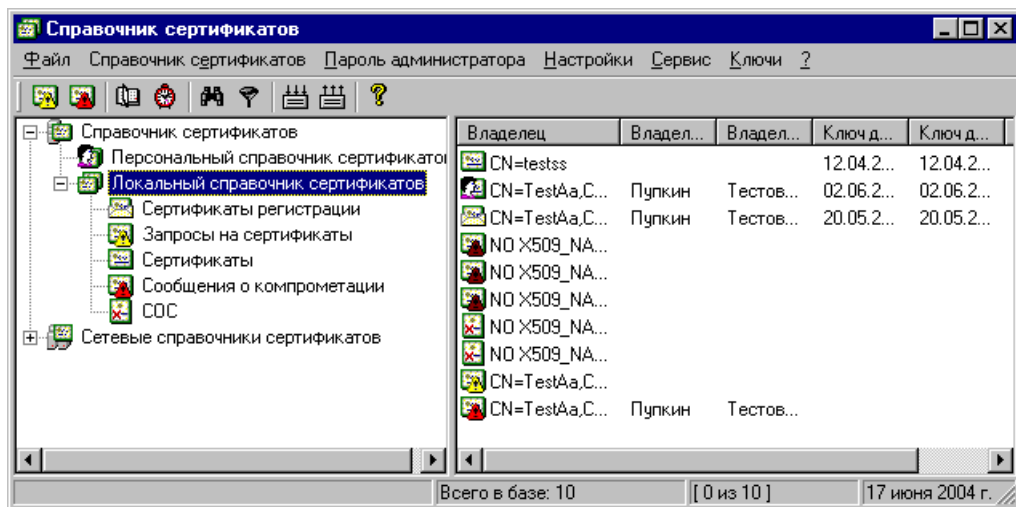 Справочник сертификатов
Файл Справочник сертификатов Пароль администратора Настройки Сервис Ключи ?
Справочник сертификатов
Персональный справочник сертификатов
Локальный справочник сертификатов
Сертификаты регистрации
Запросы на сертификаты
Сертификаты
Сообщения о компрометации
СОС
Сетевые справочники сертификатов
Владелец Владел... Владел... Ключ д... Ключ д...
CN=testss 12.04.2... 12.04.2...
CN=TestAa,C... Пупкин Тестов... 02.06.2... 02.06.2...
CN=TestAa,C... Пупкин Тестов... 20.05.2... 20.05.2...
NO X509_NA...
NO X509_NA...
NO X509_NA...
NO X509_NA...
NO X509_NA...
CN=TestAa,C...
CN=TestAa,C... Пупкин Тестов...
Всего в базе: 10 [ 0 из 10 ] 17 июня 2004 г.